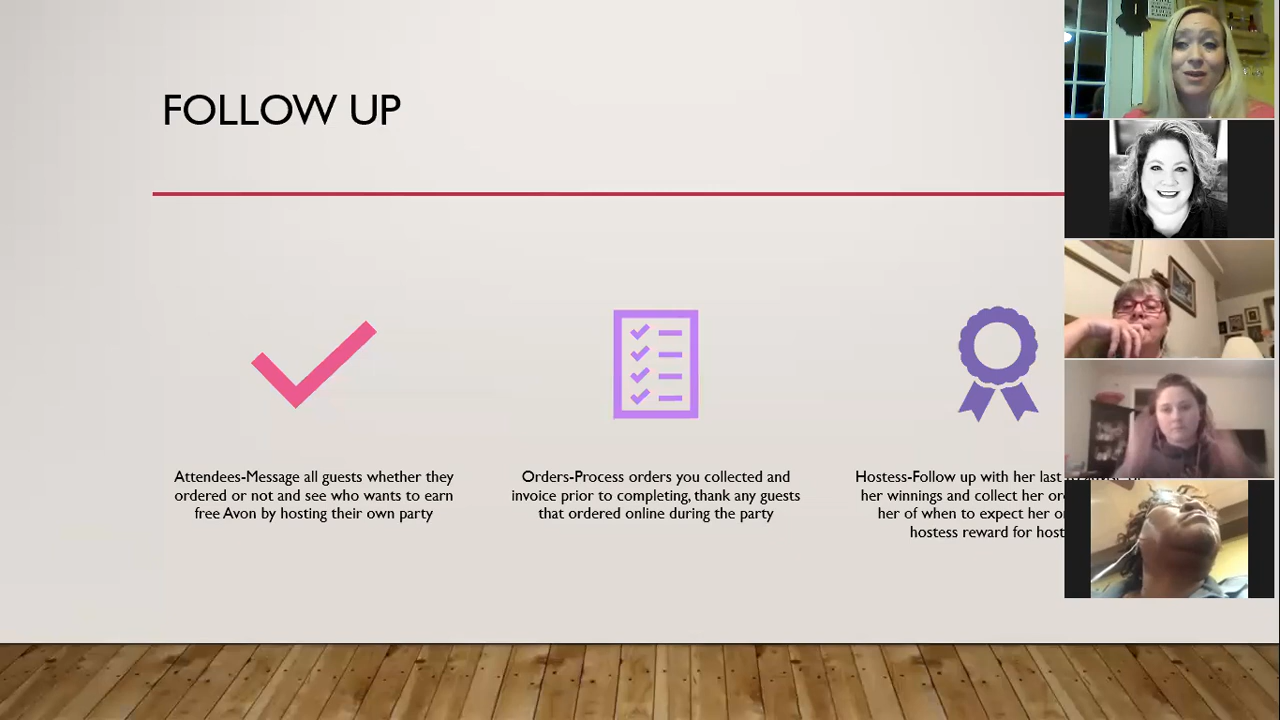 FOLLOW UP
Attendees-Message all guests whether they
ordered or not and see who wants to earn
free Avon by hosting their own party
Orders-Process orders you collected and
invoice prior to completing, thank any guests
that ordered online during the party
Hostess-Follow up with her last
her winnings and collect her
her of when to expect her
hostess reward for